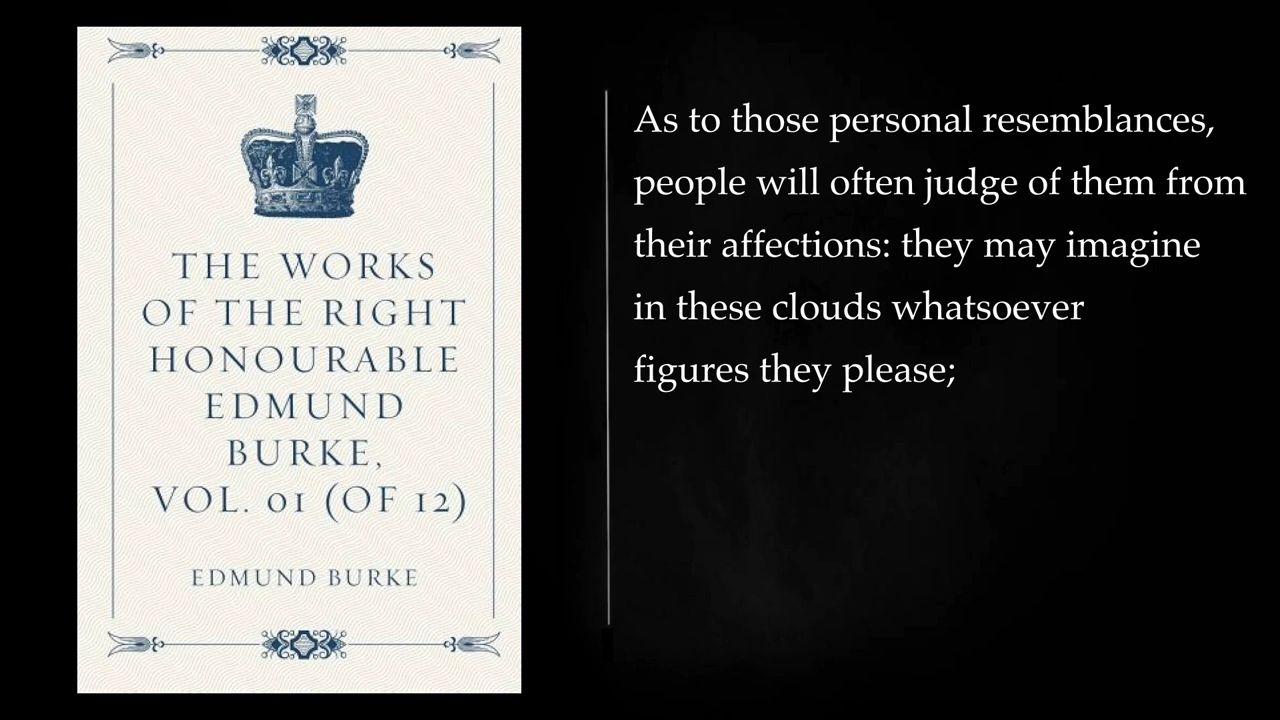 THE WORKS
OF THE RIGHT
HONOURABLE
EDMUND
BURKE,
VOL. 01 (OF 12)
EDMUND BURKE
As to those personal resemblances,
people will often judge of them from
their affections: they may imagine
in these clouds whatsoever
figures they please;